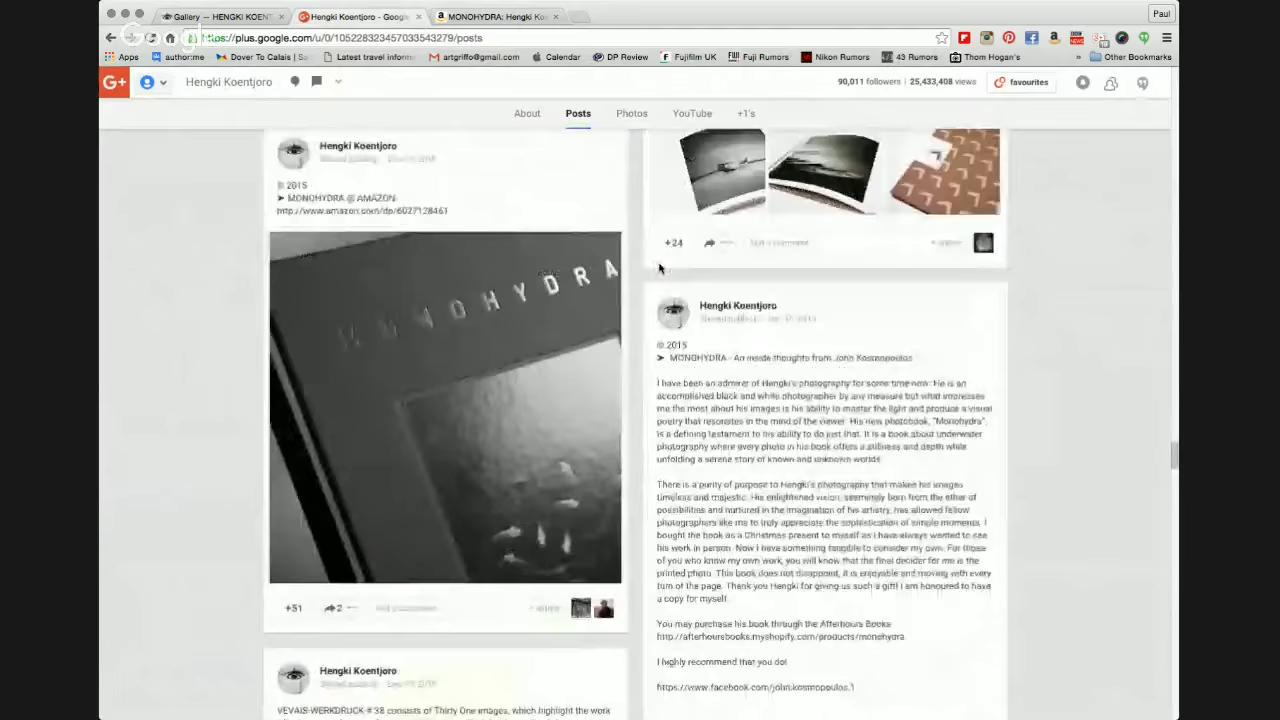 Gallery — HENGKI KOENT
Hengki Koentjoro - Google
MONOHYDRA: Hengki Ko
Paul
https://plus.google.com/u/0/105228323457033543279/posts
Apps
author:me
Dover To Calais | Sa
Latest travel inform
artgriffo@gmail.com
Calendar
DP Review
Fujifilm UK
Fuji Rumors
Nikon Rumors
43 Rumors
Thom Hogan's
Other Bookmarks
G+
Hengki Koentjoro
90,011 followers | 25,433,408 views
favourites
About
Posts
Photos
YouTube
+1's
Hengki Koentjoro
© 2015
➤ MONOHYDRA @ AMAZON
http://www.amazon.com/dp/6027128461
MONOHYDRA
+51
2
Hengki Koentjoro
VEVAIS-WERKDRUCK # 38 consists of Thirty One images, which highlight the work
+24
Hengki Koentjoro
© 2015
➤ MONOHYDRA - An inside thoughts from John Kosmopoulos
I have been an admirer of Hengki's photography for some time now. He is an
accomplished black and white photographer by any measure but what impresses
me the most about his images is his ability to master the light and produce a visual
poetry that resonates in the mind of the viewer. His new photobook, "Monohydra",
is a defining testament to his ability to do just that. It is a book about underwater
photography where every photo in his book offers a stillness and depth while
unfolding a serene story of known and unknown worlds.
There is a purity of purpose to Hengki's photography that makes his images
timeless and majestic. His enlightened vision, seemingly born from the ether of
possibilities and nurtured in the imagination of his artistry, has allowed fellow
photographers like me to truly appreciate the sophistication of simple moments. I
bought the book as a Christmas present to myself as I have always wanted to see
his work in person. Now I have something tangible to consider my own. For those
of you who know my own work, you will know that the final decider for me is the
printed photo. This book does not disappoint, it is enjoyable and moving with every
turn of the page. Thank you Hengki for giving us such a gift! I am honoured to have
a copy for myself.
You may purchase his book through the Afterhours Books
http://afterhoursbooks.myshopify.com/products/monohydra
I highly recommend that you do!
https://www.facebook.com/john.kosmopoulos.1